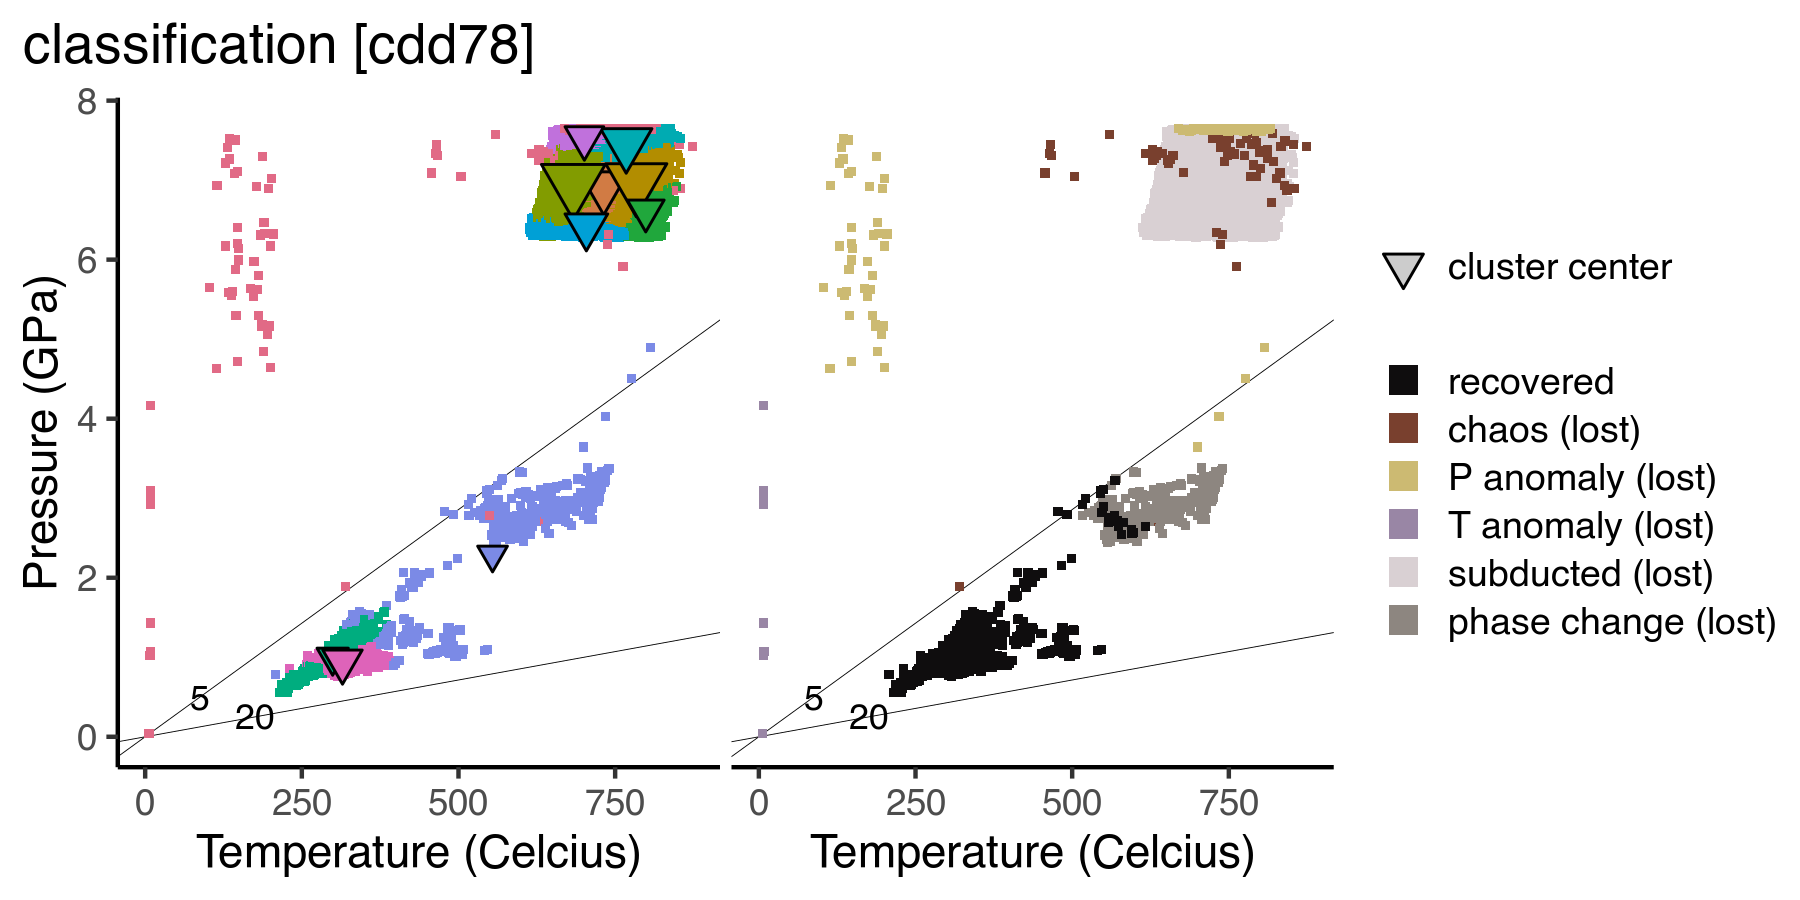 classification [cdd78]
8
6
4
2
0
Pressure (GPa)
5
20
5
20
0 250 500 750
0 250 500 750
Temperature (Celcius)
Temperature (Celcius)
cluster center
recovered
chaos (lost)
P anomaly (lost)
T anomaly (lost)
subducted (lost)
phase change (lost)